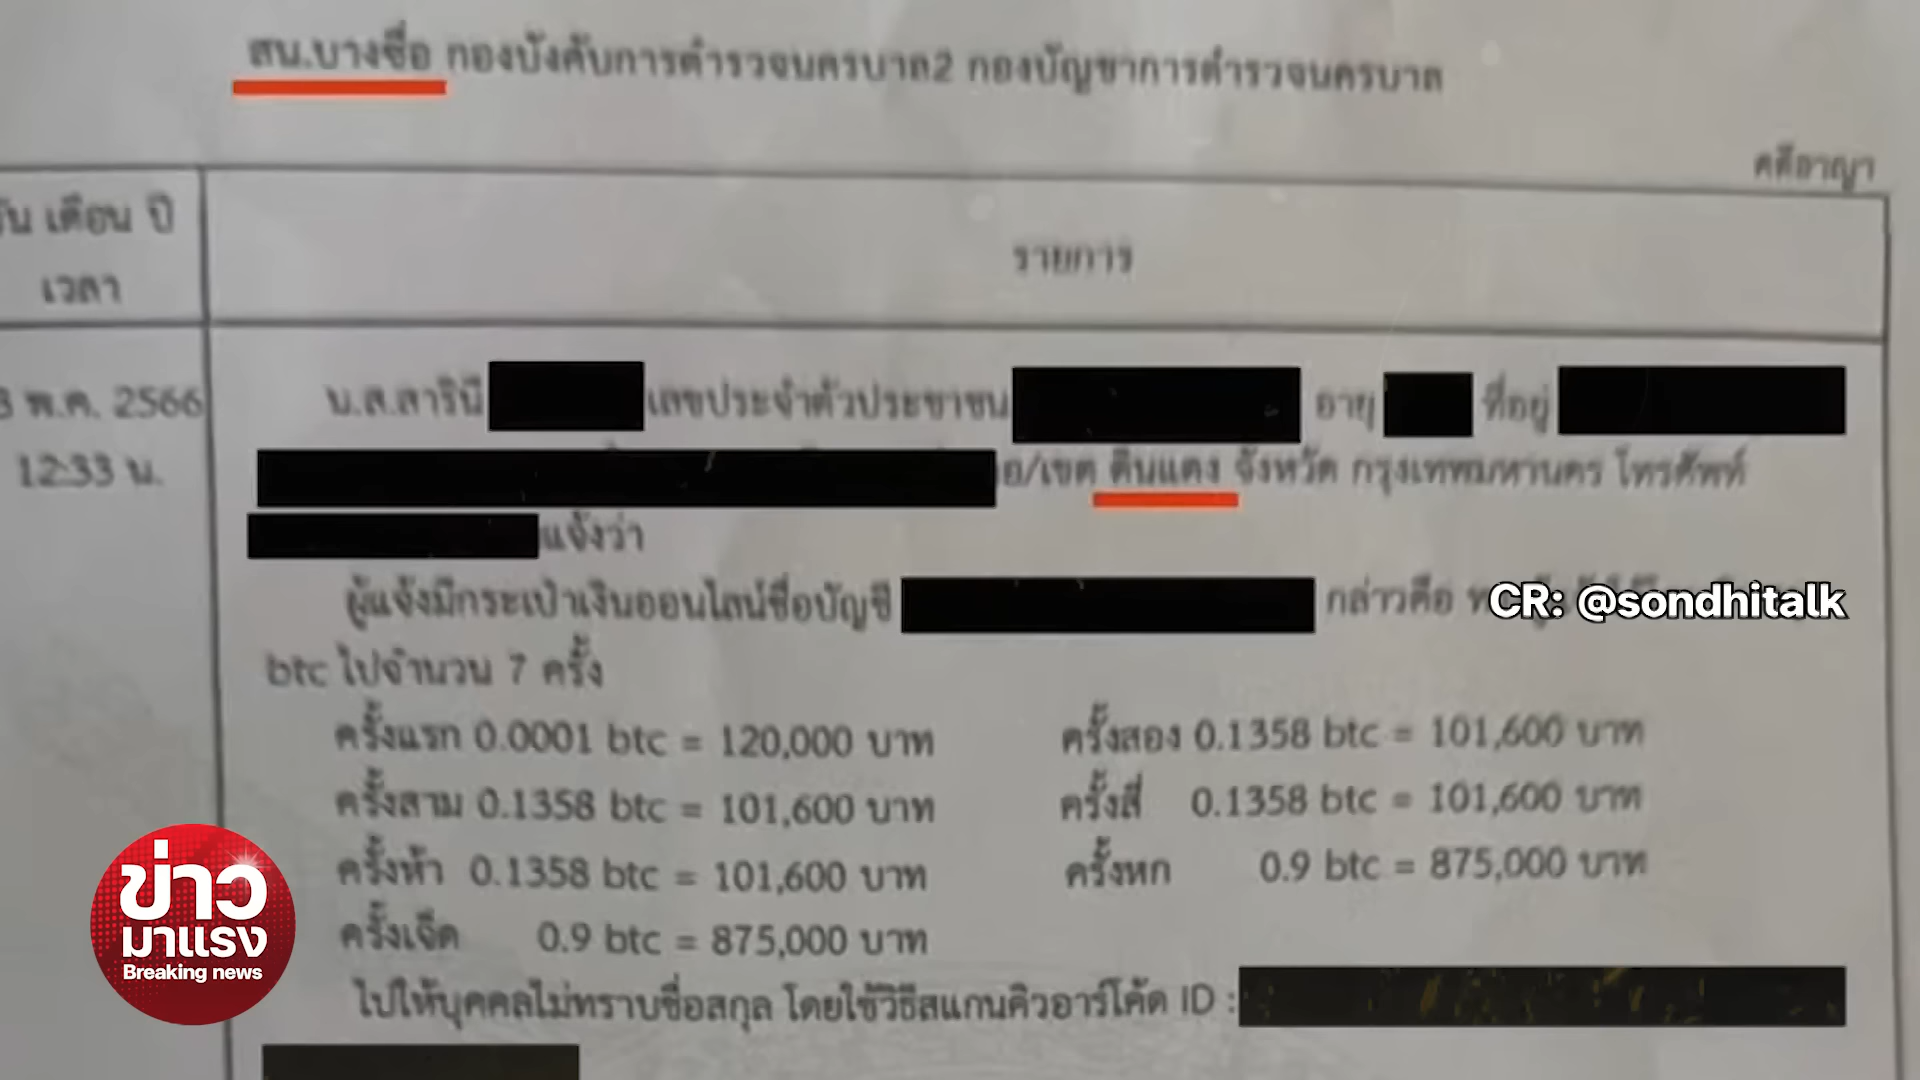 สน.บางซื่อ กองบังคับการตำรวจนครบาล2 กองบัญชาการตำรวจนครบาล
คดีอาญา
วัน เดือน ปี
เวลา
รายการ
3 พ.ค. 2566
12:33 น.
น.ส.สาริณี เลขประจำตัวประชาชน อายุ ที่อยู่
อ/เขต ดินแดง จังหวัด กรุงเทพมหานคร โทรศัพท์
แจ้งว่า
ผู้แจ้งมีกระเป๋าเงินออนไลน์ชื่อบัญชี กล่าวคือ
CR: @sondhitalk
btc ไปจำนวน 7 ครั้ง
ครั้งแรก 0.0001 btc = 120,000 บาท ครั้งสอง 0.1358 btc = 101,600 บาท
ครั้งสาม 0.1358 btc = 101,600 บาท ครั้งสี่ 0.1358 btc = 101,600 บาท
ครั้งห้า 0.1358 btc = 101,600 บาท ครั้งหก 0.9 btc = 875,000 บาท
ครั้งเจ็ด 0.9 btc = 875,000 บาท
ไปให้บุคคลไม่ทราบชื่อสกุล โดยใช้วิธีสแกนคิวอาร์โค้ด ID :
ข่าว
มาแรง
Breaking news